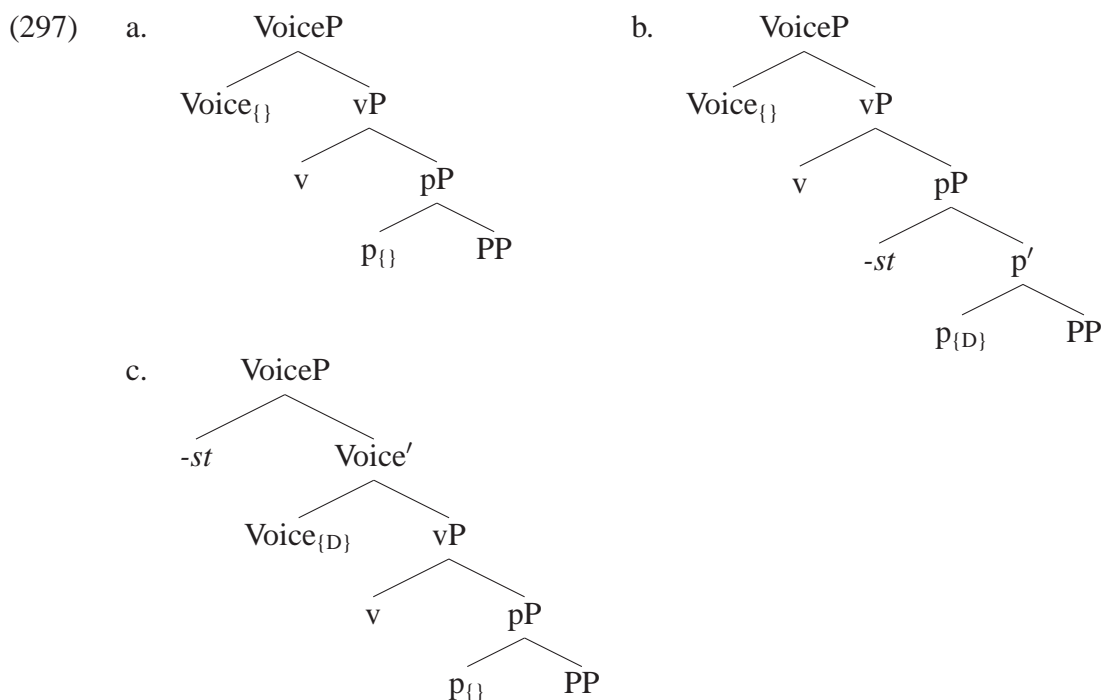 (297) a. VoiceP b. VoiceP
Voice{} vP Voice{} vP
v pP v pP
p{} PP -st p′
p{D} PP
c. VoiceP
-st Voice′
Voice{D} vP
v pP
p{} PP